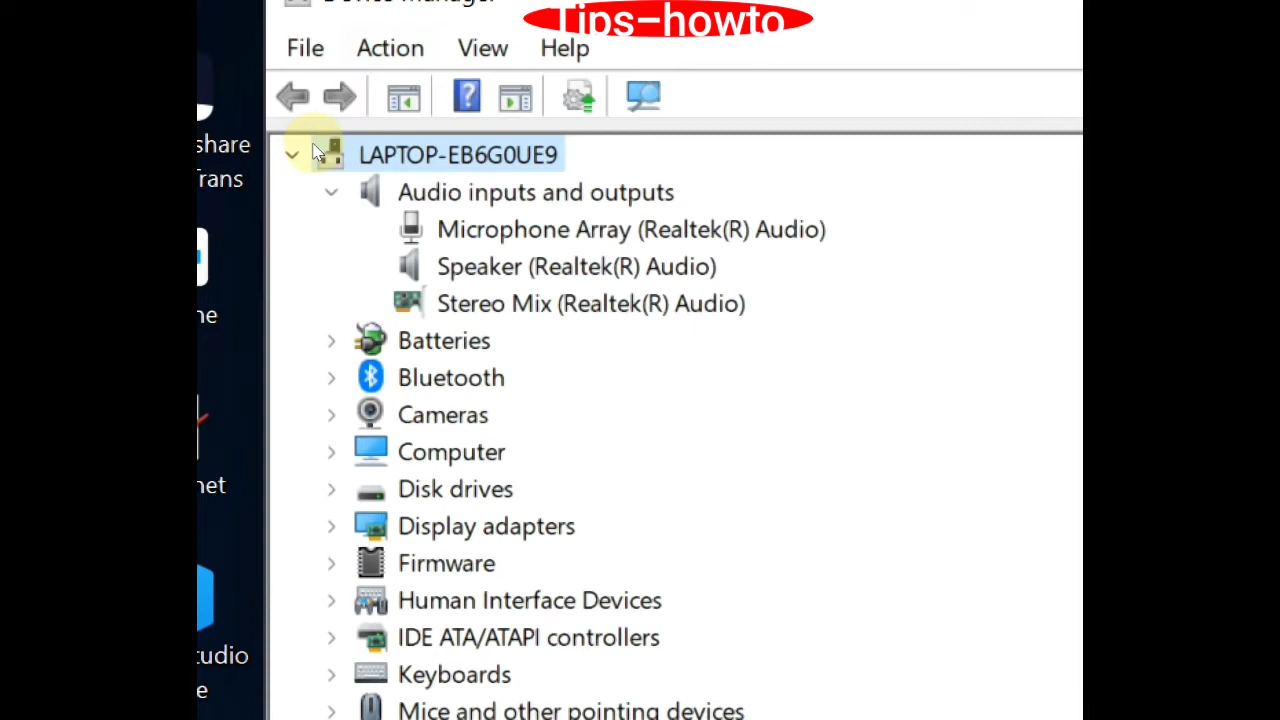 Device Manager
Tips-howto
File Action View Help
share
Trans
LAPTOP-EB6G0UE9
Audio inputs and outputs
Microphone Array (Realtek(R) Audio)
Speaker (Realtek(R) Audio)
Stereo Mix (Realtek(R) Audio)
Batteries
Bluetooth
Cameras
Computer
Disk drives
Display adapters
Firmware
Human Interface Devices
IDE ATA/ATAPI controllers
Keyboards
Mice and other pointing devices
ne
net
tudio
e